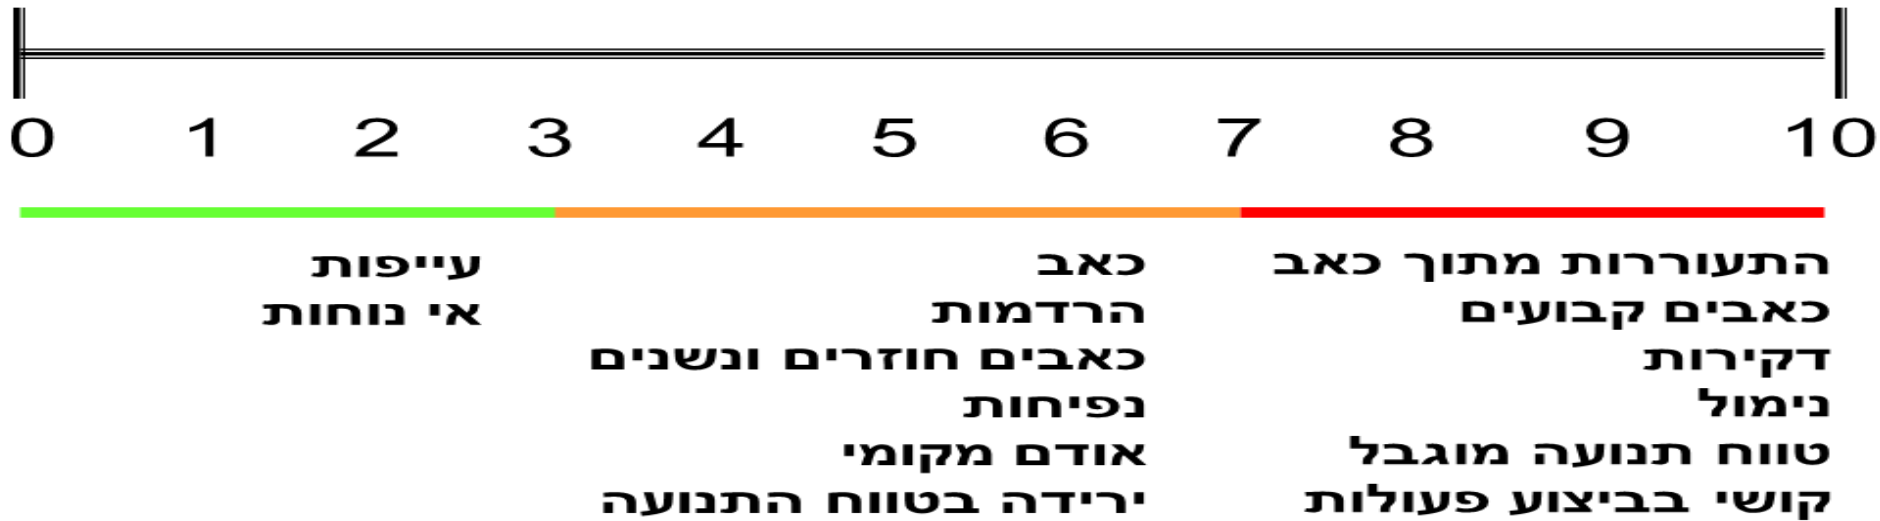 0 1 2 3 4 5 6 7 8 9 10
התעוררות מתוך כאב
כאבים קבועים
דקירות
נימול
טווח תנועה מוגבל
קושי בביצוע פעולות
כאב
הרדמות
כאבים חוזרים ונשנים
נפיחות
אודם מקומי
ירידה בטווח התנועה
עייפות
אי נוחות